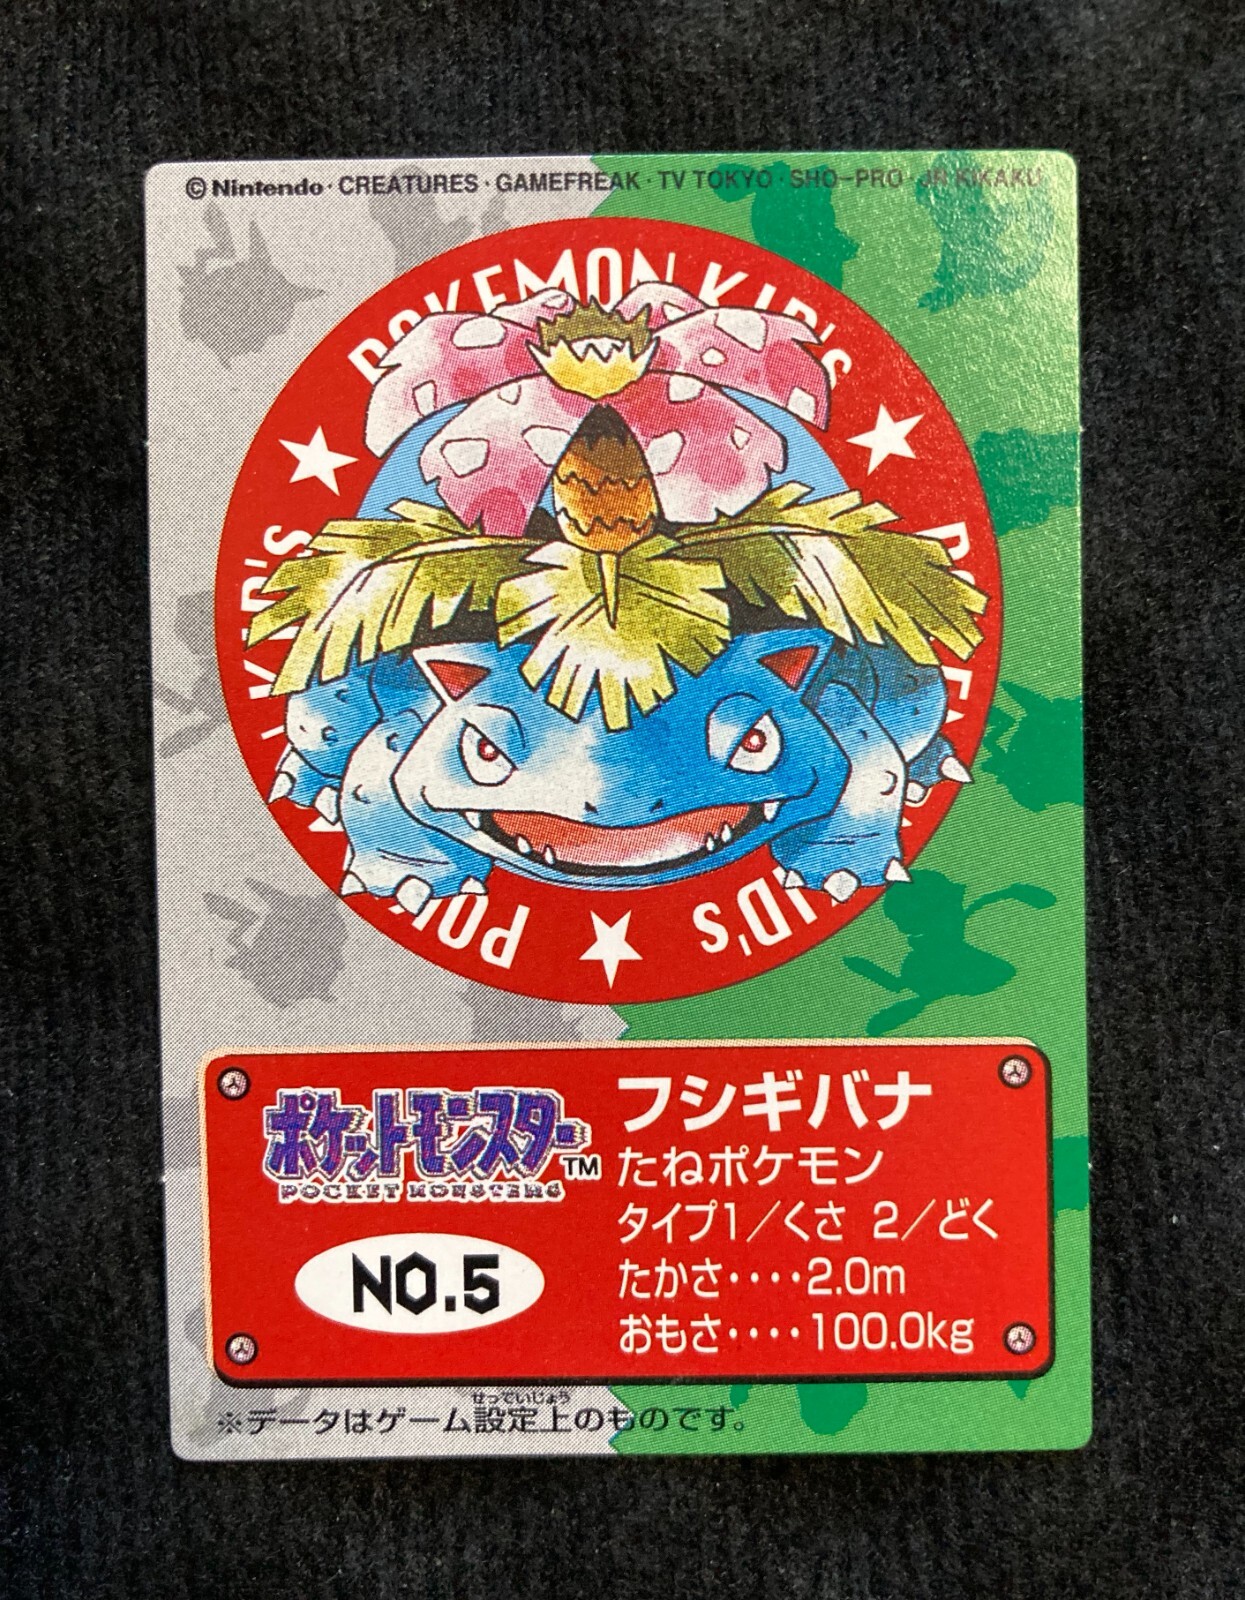 ©Nintendo・CREATURES・GAMEFREAK・TV TOKYO・SHO-PRO・JR KIKAKU
POKEMON KID'S
ポケットモンスター™
POCKET MONSTERS
NO.5
フシギバナ
たねポケモン
タイプ1／くさ 2／どく
たかさ････2.0m
おもさ････100.0kg
せっていじょう
※データはゲーム設定上のものです。